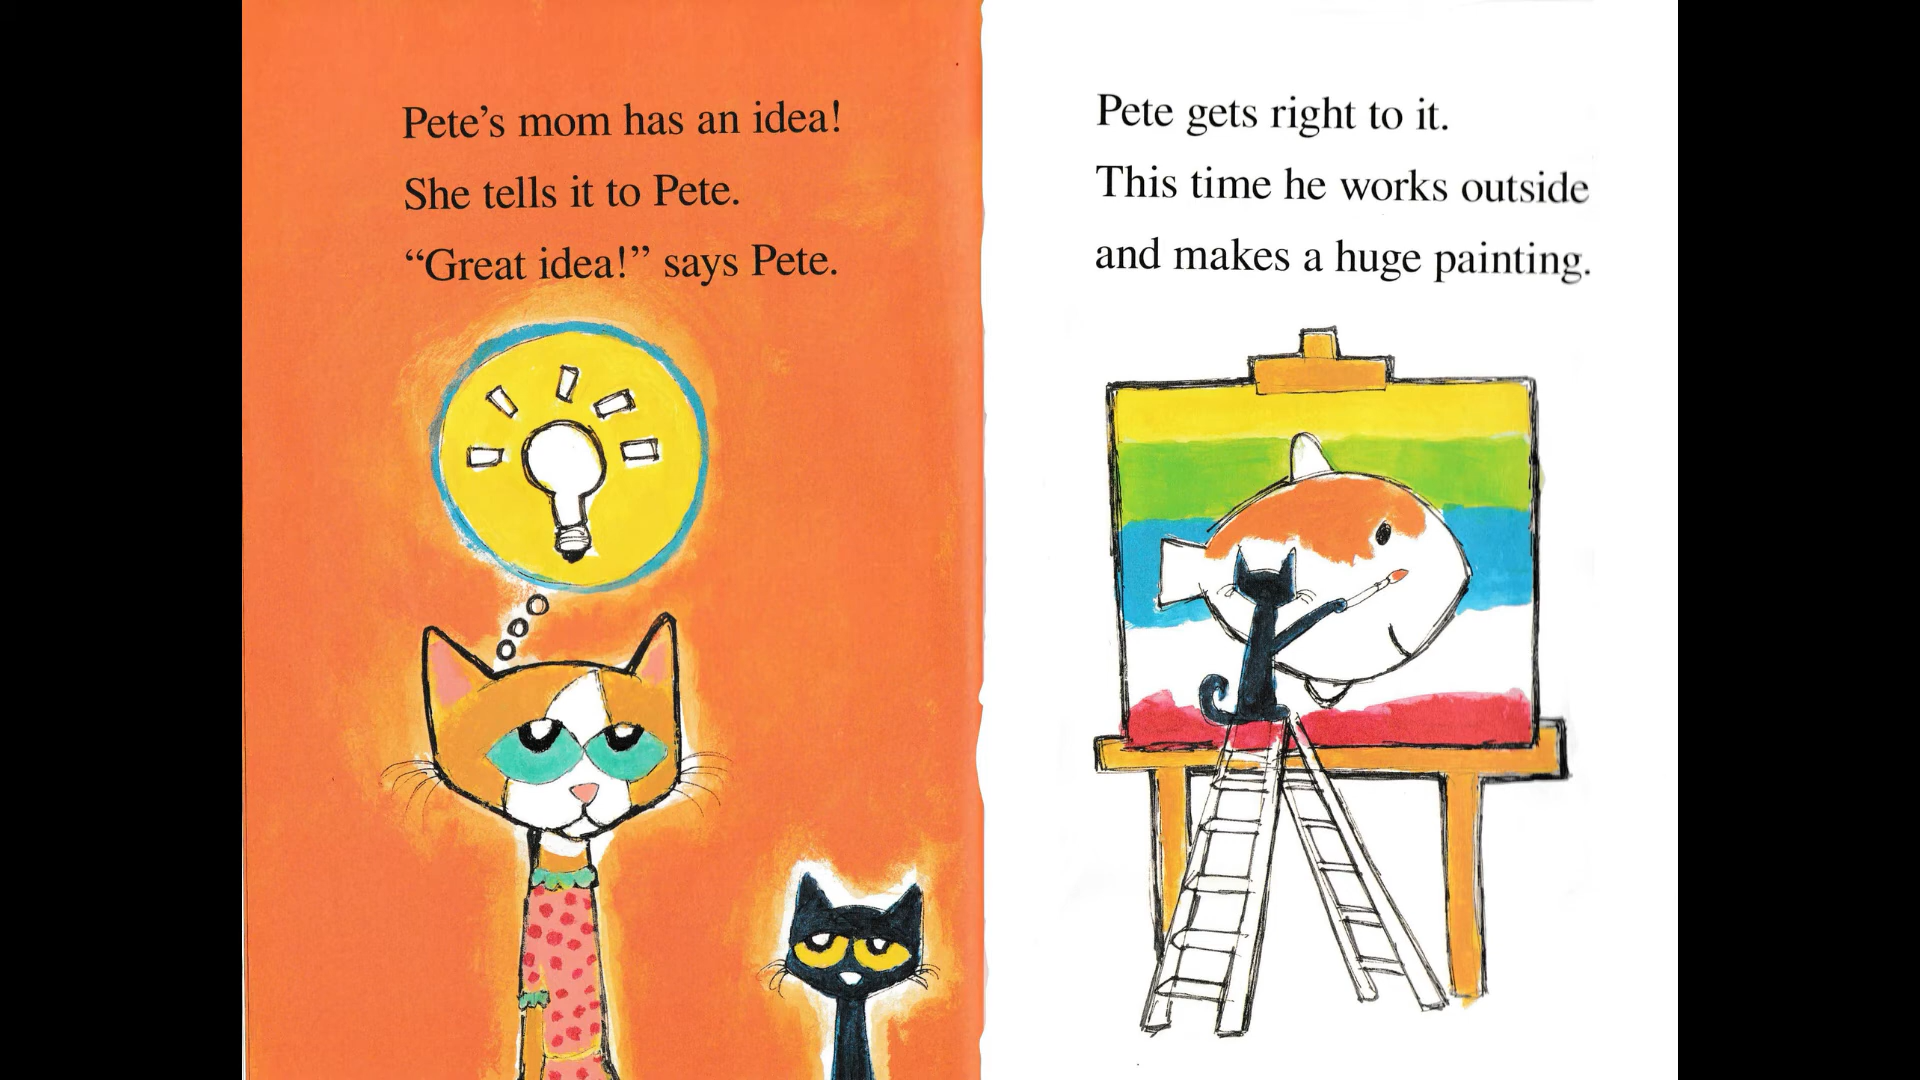 Pete’s mom has an idea!
She tells it to Pete.
“Great idea!” says Pete.
Pete gets right to it.
This time he works outside
and makes a huge painting.